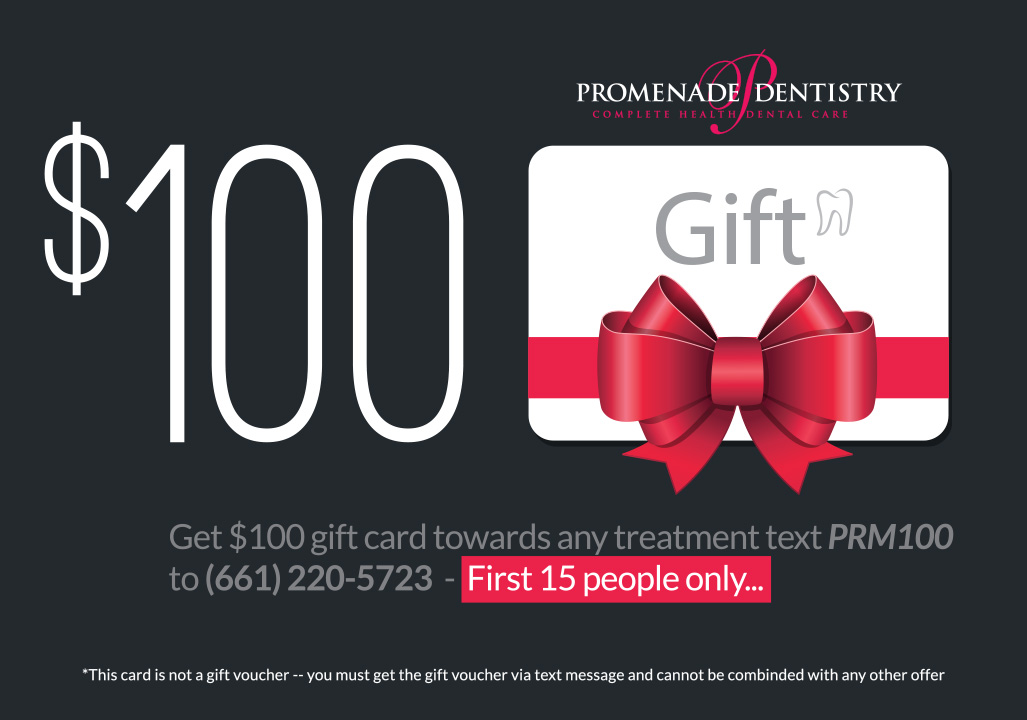 PROMENADE P DENTISTRY
COMPLETE HEALTH DENTAL CARE
$100
Gift
Get $100 gift card towards any treatment text PRM100
to (661) 220-5723 - First 15 people only...
*This card is not a gift voucher -- you must get the gift voucher via text message and cannot be combinded with any other offer